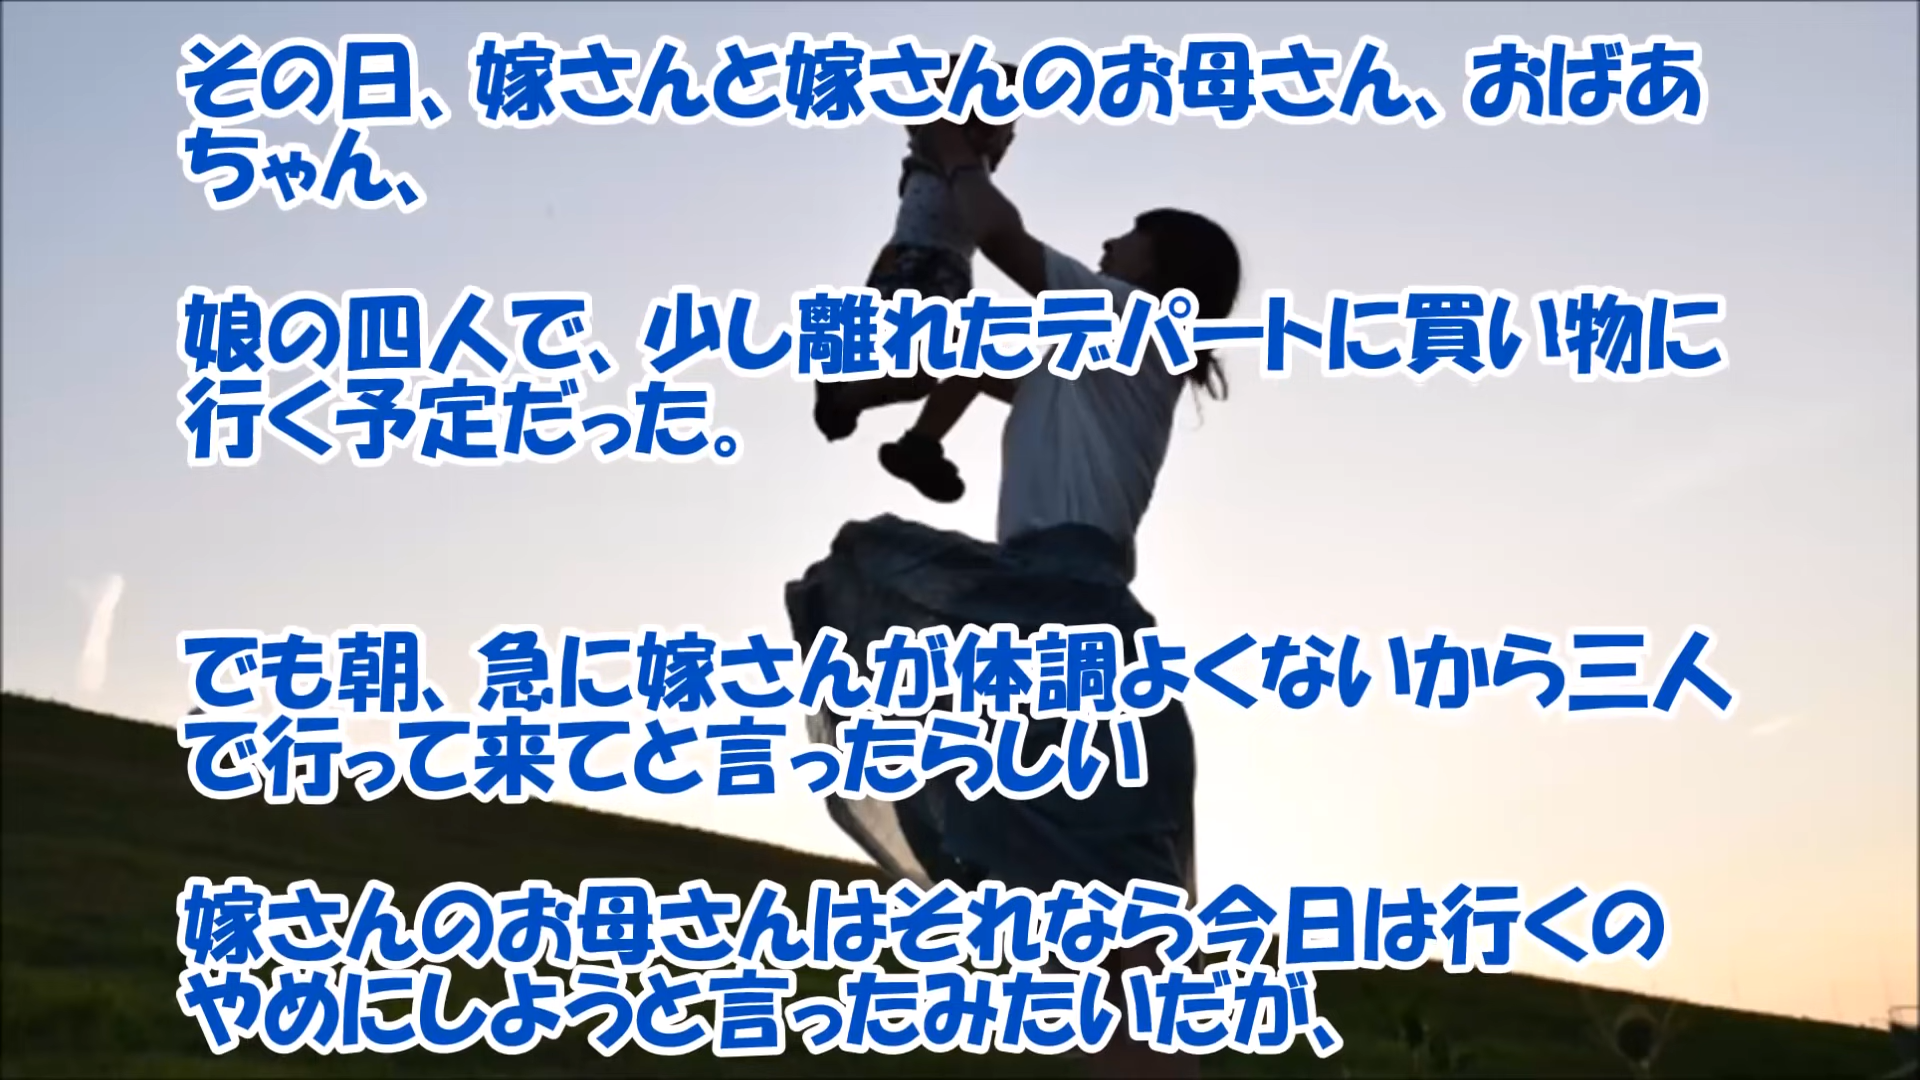 その日、嫁さんと嫁さんのお母さん、おばあ
ちゃん、
娘の四人で、少し離れたデパートに買い物に
行く予定だった。
でも朝、急に嫁さんが体調よくないから三人
で行って来てと言ったらしい
嫁さんのお母さんはそれなら今日は行くの
やめにしようと言ったみたいだが、